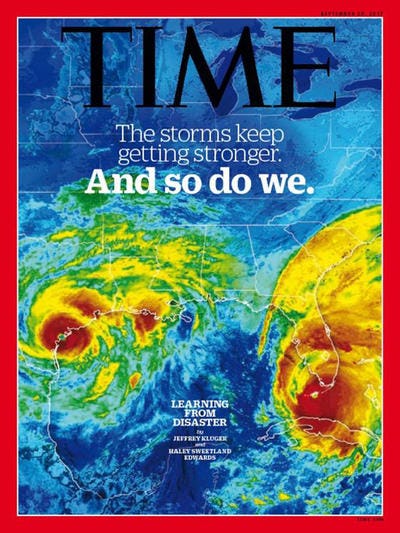 TIME
The storms keep
getting stronger.
And so do we.
LEARNING
FROM
DISASTER
by
JEFFREY KLUGER
and
HALEY SWEETLAND
EDWARDS